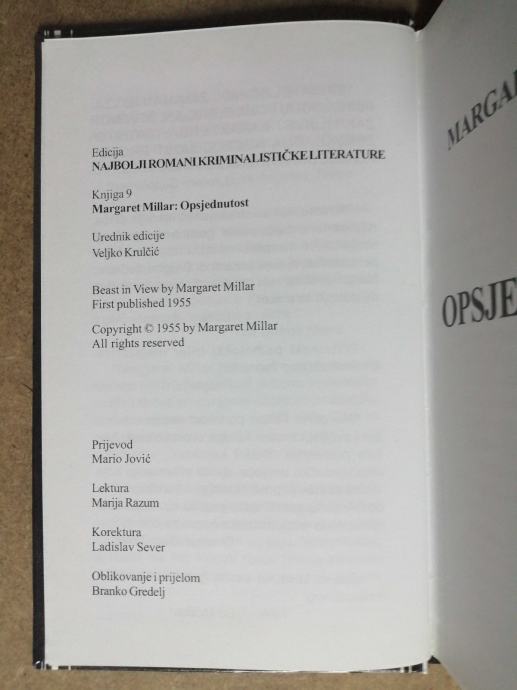 Edicija
NAJBOLJI ROMANI KRIMINALISTIČKE LITERATURE
Knjiga 9
Margaret Millar: Opsjednutost
Urednik edicije
Veljko Krulčić
Beast in View by Margaret Millar
First published 1955
Copyright © 1955 by Margaret Millar
All rights reserved
Prijevod
Mario Jović
Lektura
Marija Razum
Korektura
Ladislav Sever
Oblikovanje i prijelom
Branko Gredelj
MARGA
OPSJE